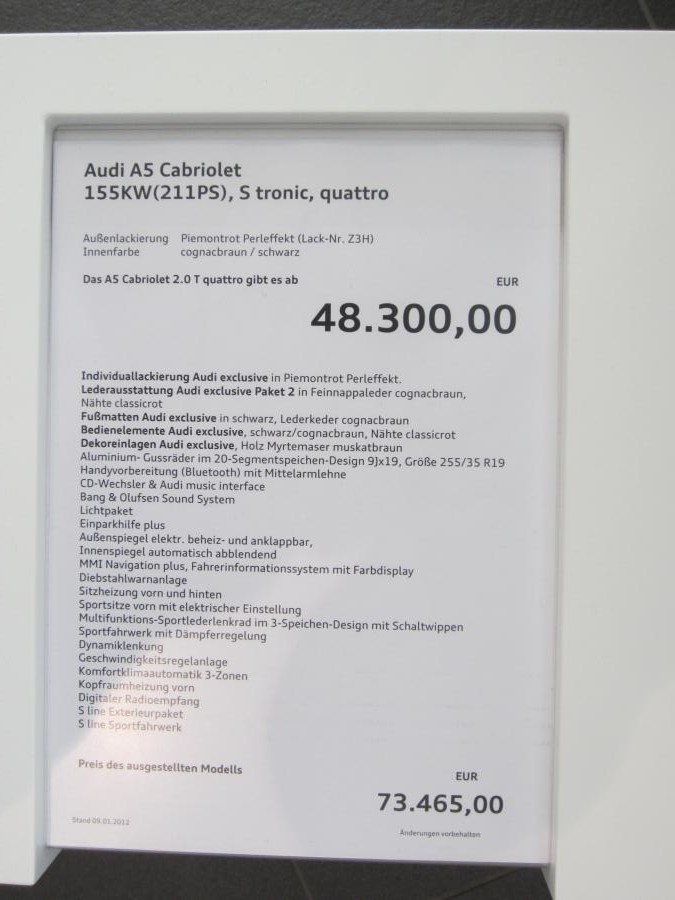 Audi A5 Cabriolet
155KW(211PS), S tronic, quattro
Außenlackierung Piemontrot Perleffekt (Lack-Nr. Z3H)
Innenfarbe cognacbraun / schwarz
Das A5 Cabriolet 2.0 T quattro gibt es ab EUR
48.300,00
Individuallackierung Audi exclusive in Piemontrot Perleffekt.
Lederausstattung Audi exclusive Paket 2 in Feinnappaleder cognacbraun,
Nähte classicrot
Fußmatten Audi exclusive in schwarz, Lederkeder cognacbraun
Bedienelemente Audi exclusive, schwarz/cognacbraun, Nähte classicrot
Dekoreinlagen Audi exclusive, Holz Myrtemaser muskatbraun
Aluminium- Gussräder im 20-Segmentspeichen-Design 9Jx19, Größe 255/35 R19
Handyvorbereitung (Bluetooth) mit Mittelarmlehne
CD-Wechsler & Audi music interface
Bang & Olufsen Sound System
Lichtpaket
Einparkhilfe plus
Außenspiegel elektr. beheiz- und anklappbar,
Innenspiegel automatisch abblendend
MMI Navigation plus, Fahrerinformationssystem mit Farbdisplay
Diebstahlwarnanlage
Sitzheizung vorn und hinten
Sportsitze vorn mit elektrischer Einstellung
Multifunktions-Sportlederlenkrad im 3-Speichen-Design mit Schaltwippen
Sportfahrwerk mit Dämpferregelung
Dynamiklenkung
Geschwindigkeitsregelanlage
Komfortklimaautomatik 3-Zonen
Kopfraumheizung vorn
Digitaler Radioempfang
S line Exterieurpaket
S line Sportfahrwerk
Preis des ausgestellten Modells EUR
73.465,00
Stand 09.01.2012
Änderungen vorbehalten